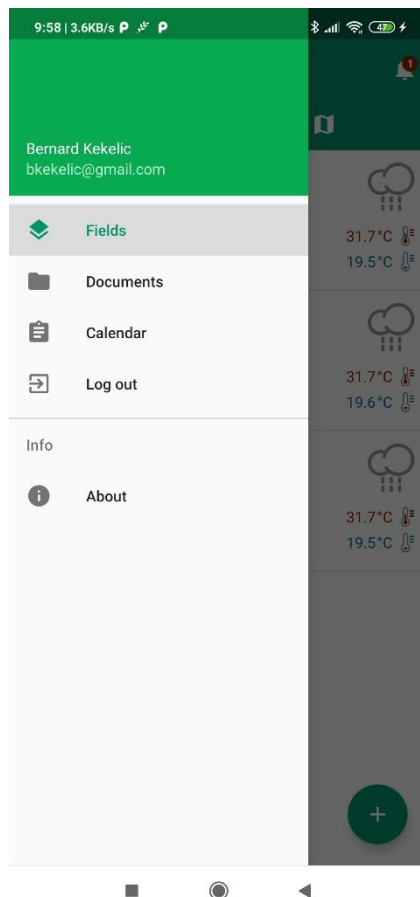 9:58 | 3.6KB/s P P
47
1
Bernard Kekelic
bkekelic@gmail.com
Fields
31.7°C
19.5°C
Documents
Calendar
Log out
31.7°C
19.6°C
Info
About
31.7°C
19.5°C